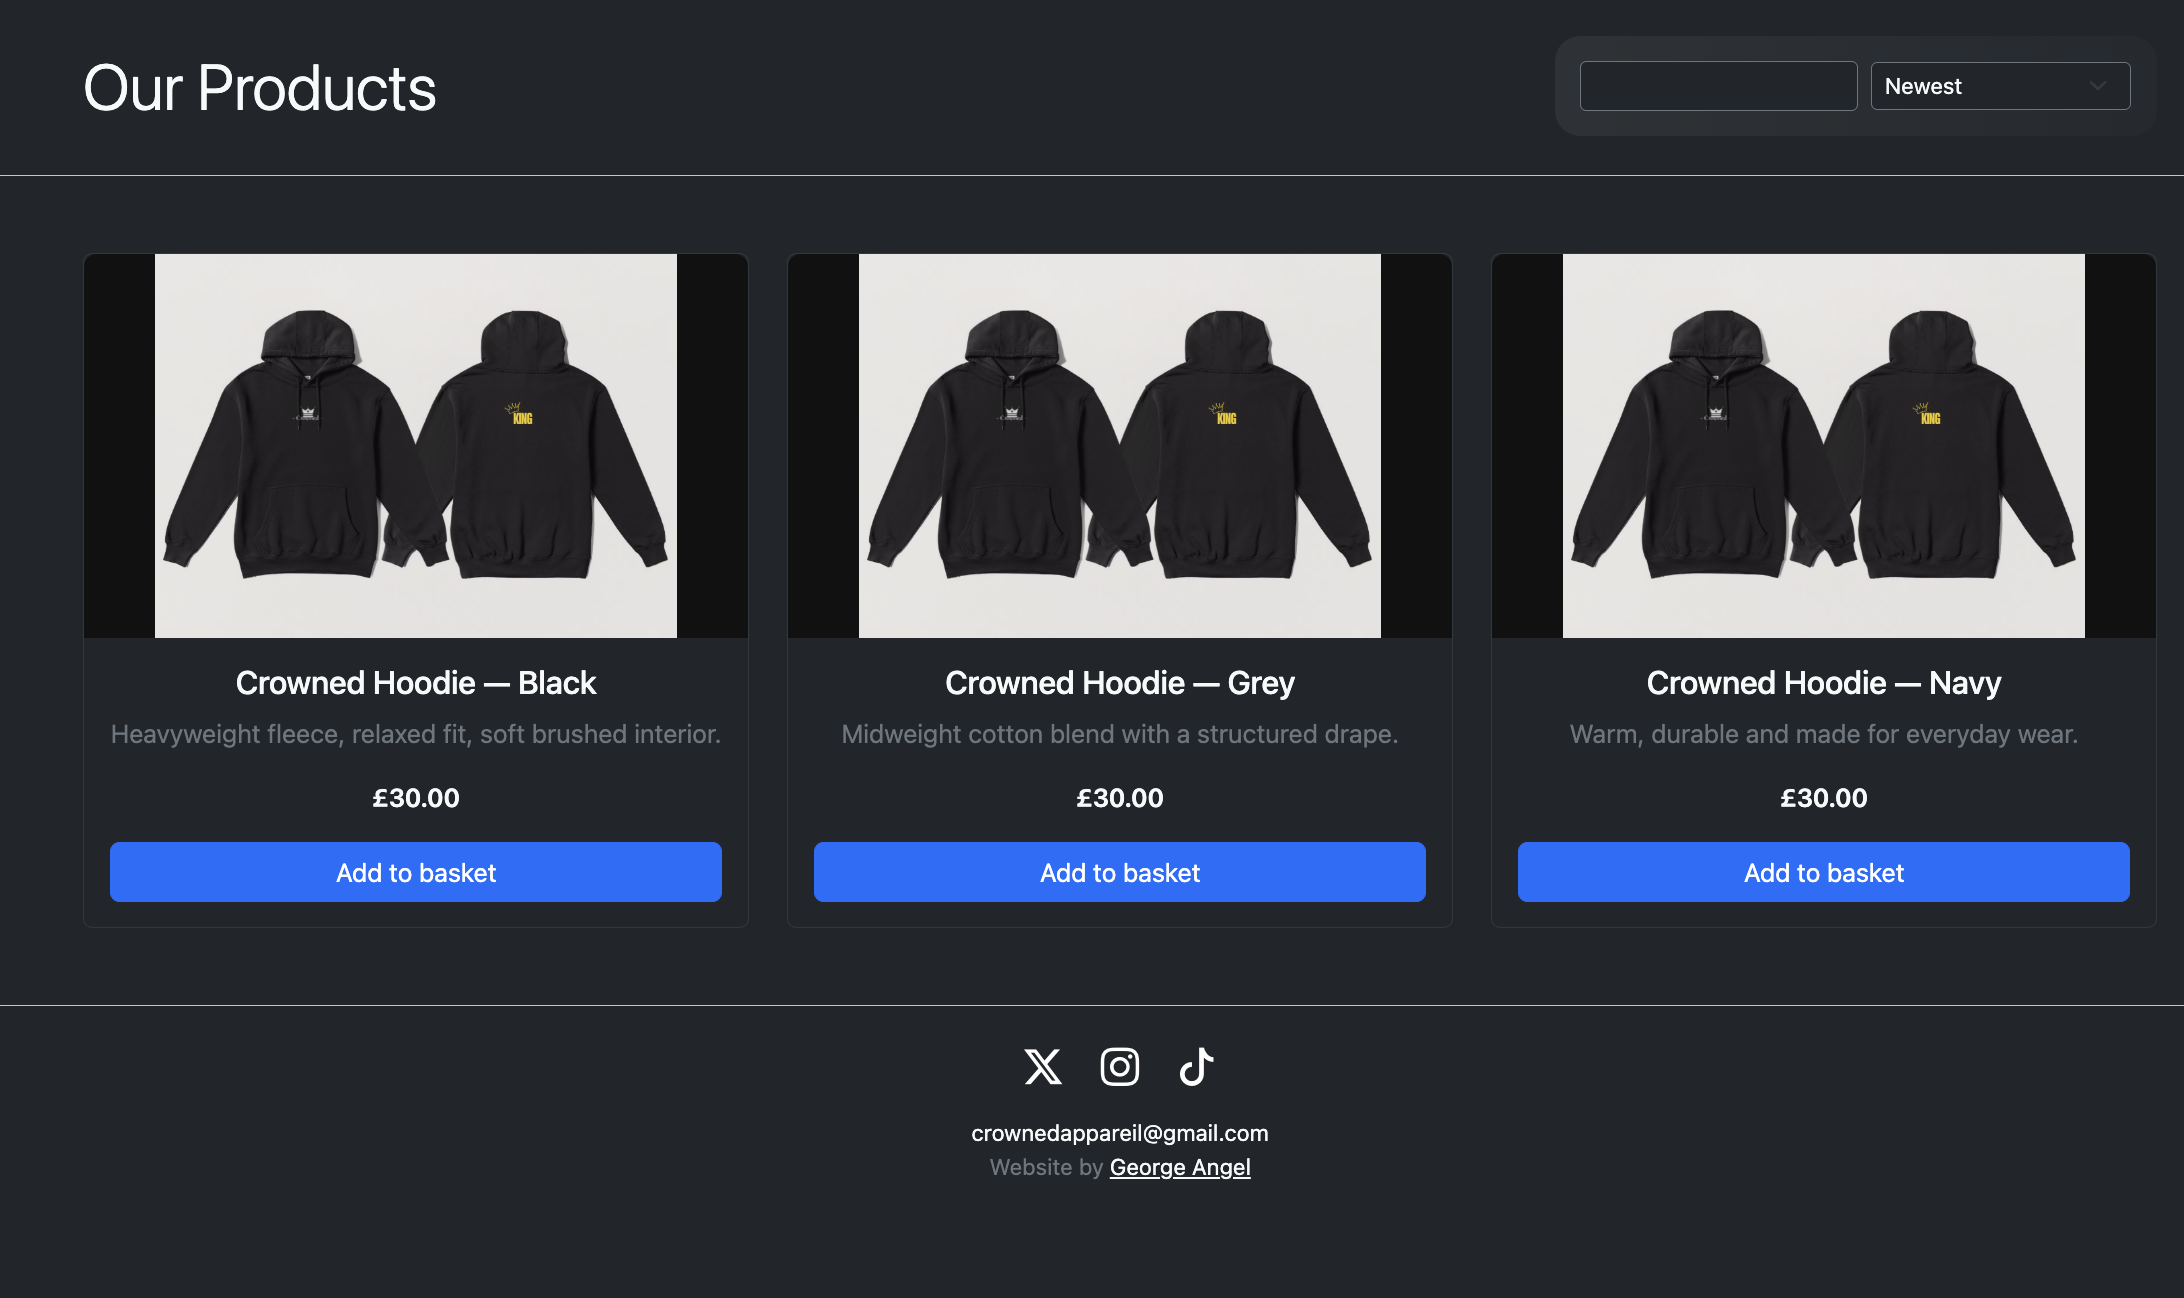 Our Products
Newest
KING
KING
KING
Crowned Hoodie — Black
Heavyweight fleece, relaxed fit, soft brushed interior.
£30.00
Add to basket
Crowned Hoodie — Grey
Midweight cotton blend with a structured drape.
£30.00
Add to basket
Crowned Hoodie — Navy
Warm, durable and made for everyday wear.
£30.00
Add to basket
crownedappareil@gmail.com
Website by George Angel